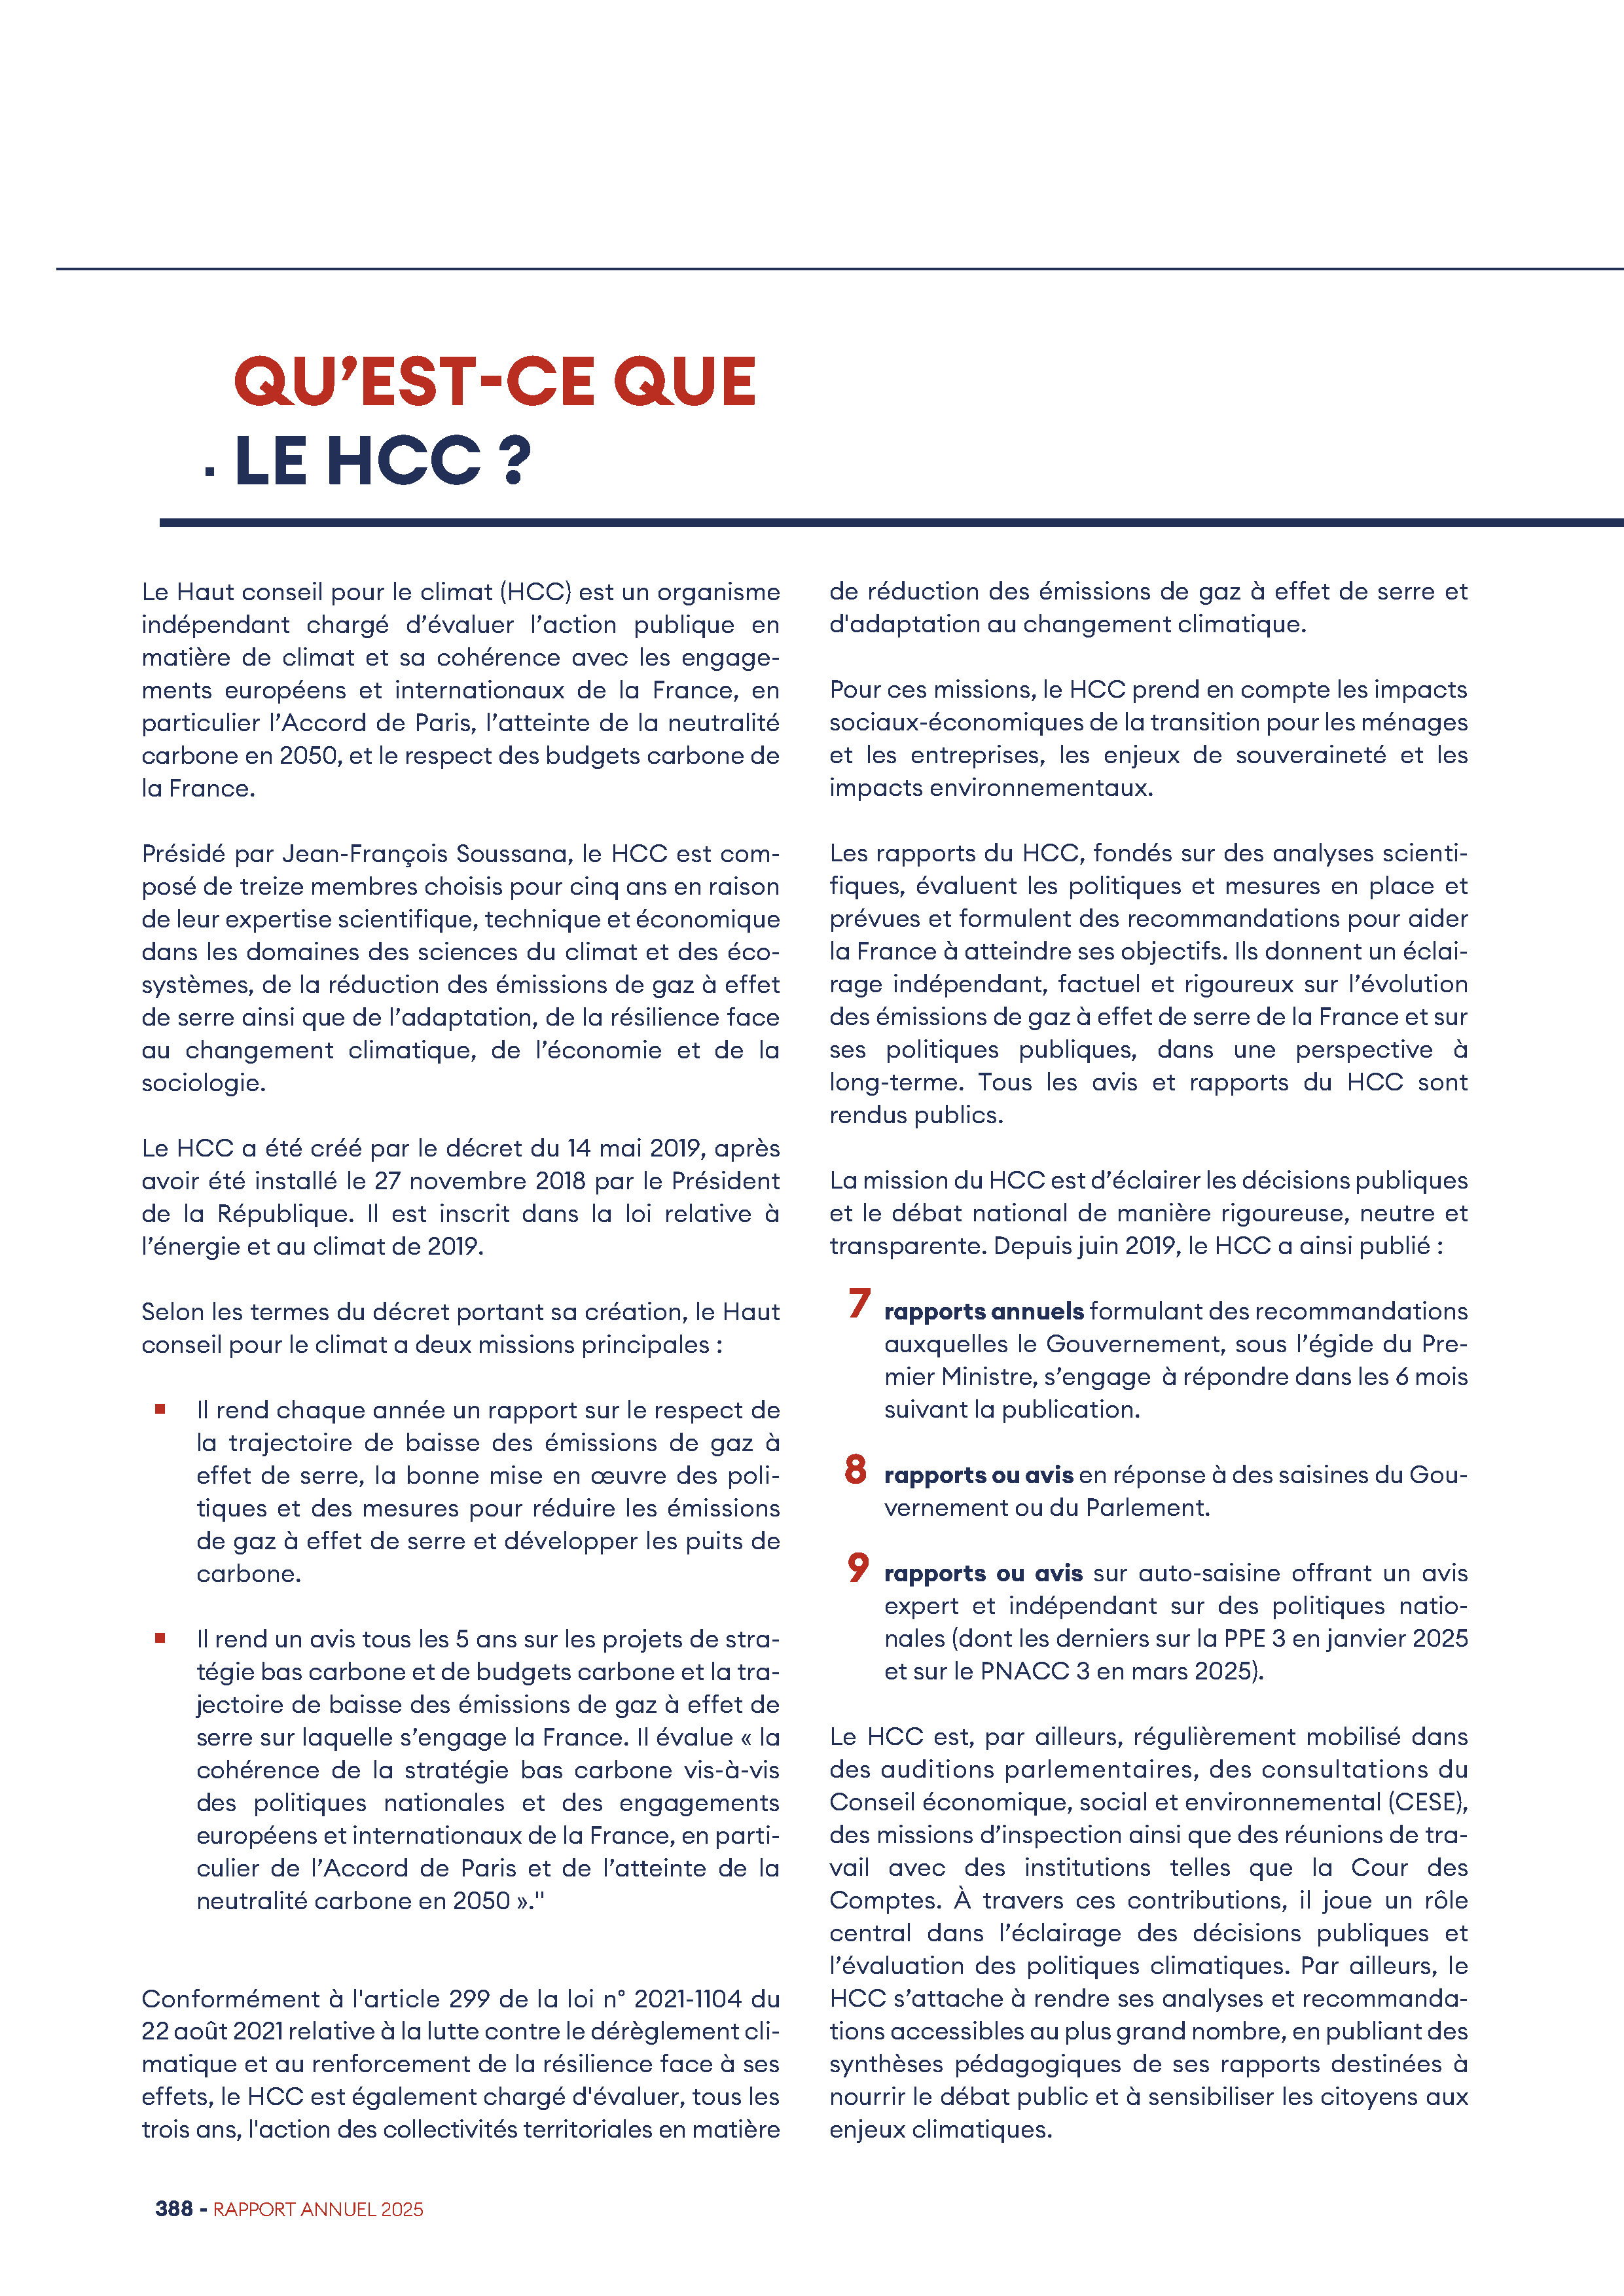 QU’EST-CE QUE
. LE HCC ?
Le Haut conseil pour le climat (HCC) est un organisme
indépendant chargé d’évaluer l’action publique en
matière de climat et sa cohérence avec les engage-
ments européens et internationaux de la France, en
particulier l’Accord de Paris, l’atteinte de la neutralité
carbone en 2050, et le respect des budgets carbone de
la France.
Présidé par Jean-François Soussana, le HCC est com-
posé de treize membres choisis pour cinq ans en raison
de leur expertise scientifique, technique et économique
dans les domaines des sciences du climat et des éco-
systèmes, de la réduction des émissions de gaz à effet
de serre ainsi que de l’adaptation, de la résilience face
au changement climatique, de l’économie et de la
sociologie.
Le HCC a été créé par le décret du 14 mai 2019, après
avoir été installé le 27 novembre 2018 par le Président
de la République. Il est inscrit dans la loi relative à
l’énergie et au climat de 2019.
Selon les termes du décret portant sa création, le Haut
conseil pour le climat a deux missions principales :
▪ Il rend chaque année un rapport sur le respect de
la trajectoire de baisse des émissions de gaz à
effet de serre, la bonne mise en œuvre des poli-
tiques et des mesures pour réduire les émissions
de gaz à effet de serre et développer les puits de
carbone.
▪ Il rend un avis tous les 5 ans sur les projets de stra-
tégie bas carbone et de budgets carbone et la tra-
jectoire de baisse des émissions de gaz à effet de
serre sur laquelle s’engage la France. Il évalue « la
cohérence de la stratégie bas carbone vis-à-vis
des politiques nationales et des engagements
européens et internationaux de la France, en parti-
culier de l’Accord de Paris et de l’atteinte de la
neutralité carbone en 2050 »."
Conformément à l'article 299 de la loi n° 2021-1104 du
22 août 2021 relative à la lutte contre le dérèglement cli-
matique et au renforcement de la résilience face à ses
effets, le HCC est également chargé d'évaluer, tous les
trois ans, l'action des collectivités territoriales en matière
de réduction des émissions de gaz à effet de serre et
d'adaptation au changement climatique.
Pour ces missions, le HCC prend en compte les impacts
sociaux-économiques de la transition pour les ménages
et les entreprises, les enjeux de souveraineté et les
impacts environnementaux.
Les rapports du HCC, fondés sur des analyses scienti-
fiques, évaluent les politiques et mesures en place et
prévues et formulent des recommandations pour aider
la France à atteindre ses objectifs. Ils donnent un éclai-
rage indépendant, factuel et rigoureux sur l’évolution
des émissions de gaz à effet de serre de la France et sur
ses politiques publiques, dans une perspective à
long-terme. Tous les avis et rapports du HCC sont
rendus publics.
La mission du HCC est d’éclairer les décisions publiques
et le débat national de manière rigoureuse, neutre et
transparente. Depuis juin 2019, le HCC a ainsi publié :
7 rapports annuels formulant des recommandations
auxquelles le Gouvernement, sous l’égide du Pre-
mier Ministre, s’engage à répondre dans les 6 mois
suivant la publication.
8 rapports ou avis en réponse à des saisines du Gou-
vernement ou du Parlement.
9 rapports ou avis sur auto-saisine offrant un avis
expert et indépendant sur des politiques natio-
nales (dont les derniers sur la PPE 3 en janvier 2025
et sur le PNACC 3 en mars 2025).
Le HCC est, par ailleurs, régulièrement mobilisé dans
des auditions parlementaires, des consultations du
Conseil économique, social et environnemental (CESE),
des missions d’inspection ainsi que des réunions de tra-
vail avec des institutions telles que la Cour des
Comptes. À travers ces contributions, il joue un rôle
central dans l’éclairage des décisions publiques et
l’évaluation des politiques climatiques. Par ailleurs, le
HCC s’attache à rendre ses analyses et recommanda-
tions accessibles au plus grand nombre, en publiant des
synthèses pédagogiques de ses rapports destinées à
nourrir le débat public et à sensibiliser les citoyens aux
enjeux climatiques.
388 - RAPPORT ANNUEL 2025